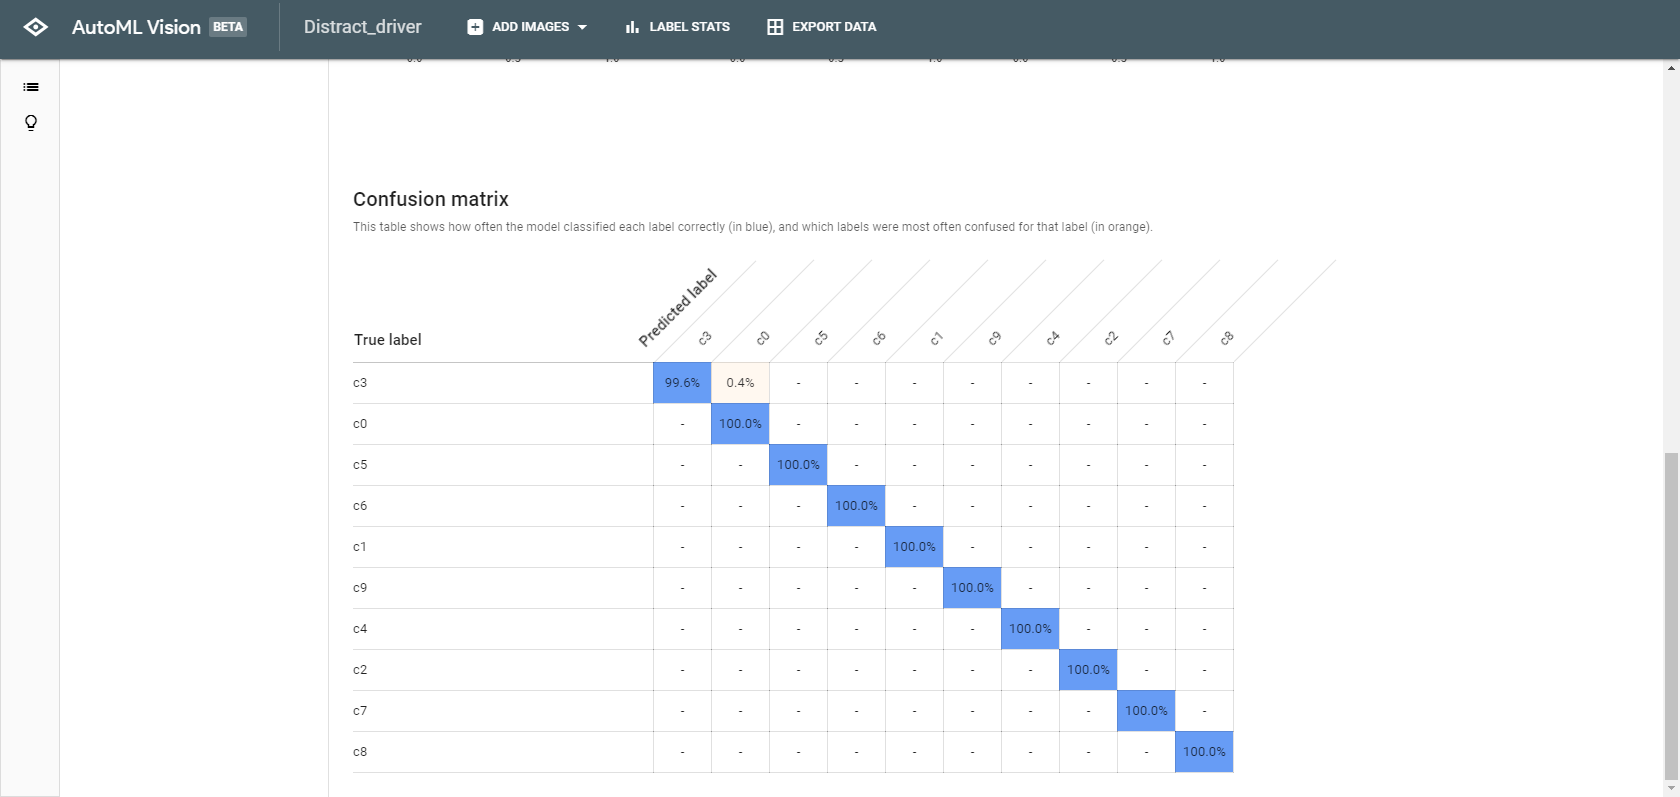 AutoML Vision BETA Distract_driver ADD IMAGES LABEL STATS EXPORT DATA
Confusion matrix
This table shows how often the model classified each label correctly (in blue), and which labels were most often confused for that label (in orange).
True label Predicted label c3 c0 c5 c6 c1 c9 c4 c2 c7 c8
c3 99.6% 0.4% - - - - - - - -
c0 - 100.0% - - - - - - - -
c5 - - 100.0% - - - - - - -
c6 - - - 100.0% - - - - - -
c1 - - - - 100.0% - - - - -
c9 - - - - - 100.0% - - - -
c4 - - - - - - 100.0% - - -
c2 - - - - - - - 100.0% - -
c7 - - - - - - - - 100.0% -
c8 - - - - - - - - - 100.0%